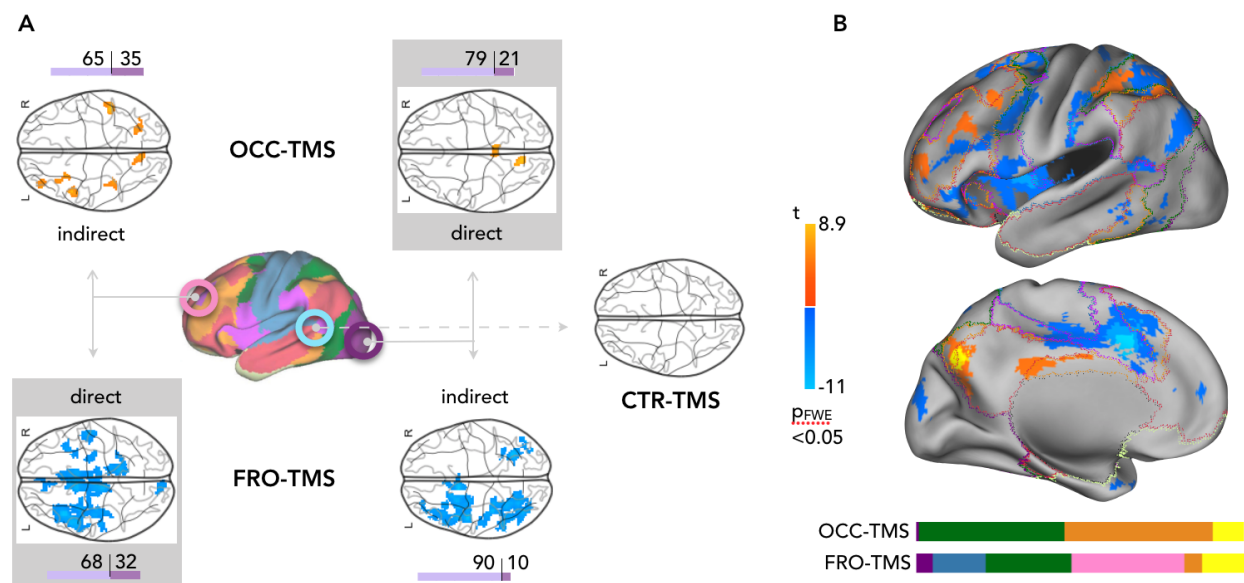 A
65 35
79 21
R
L
R
L
OCC-TMS
indirect
direct
R
L
CTR-TMS
direct
indirect
R
L
R
L
FRO-TMS
68 32
90 10
B
t
8.9
-11
pFWE
<0.05
OCC-TMS
FRO-TMS